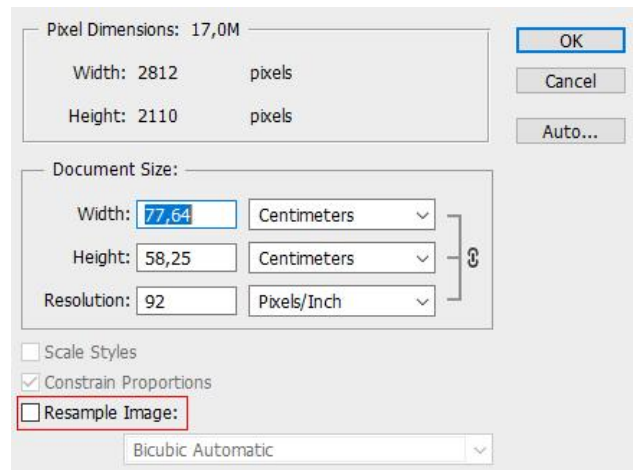 Pixel Dimensions: 17,0M
OK
Width: 2812 pixels
Cancel
Height: 2110 pixels
Auto...
Document Size:
Width: 77,64 Centimeters
Height: 58,25 Centimeters
Resolution: 92 Pixels/Inch
Scale Styles
Constrain Proportions
Resample Image:
Bicubic Automatic